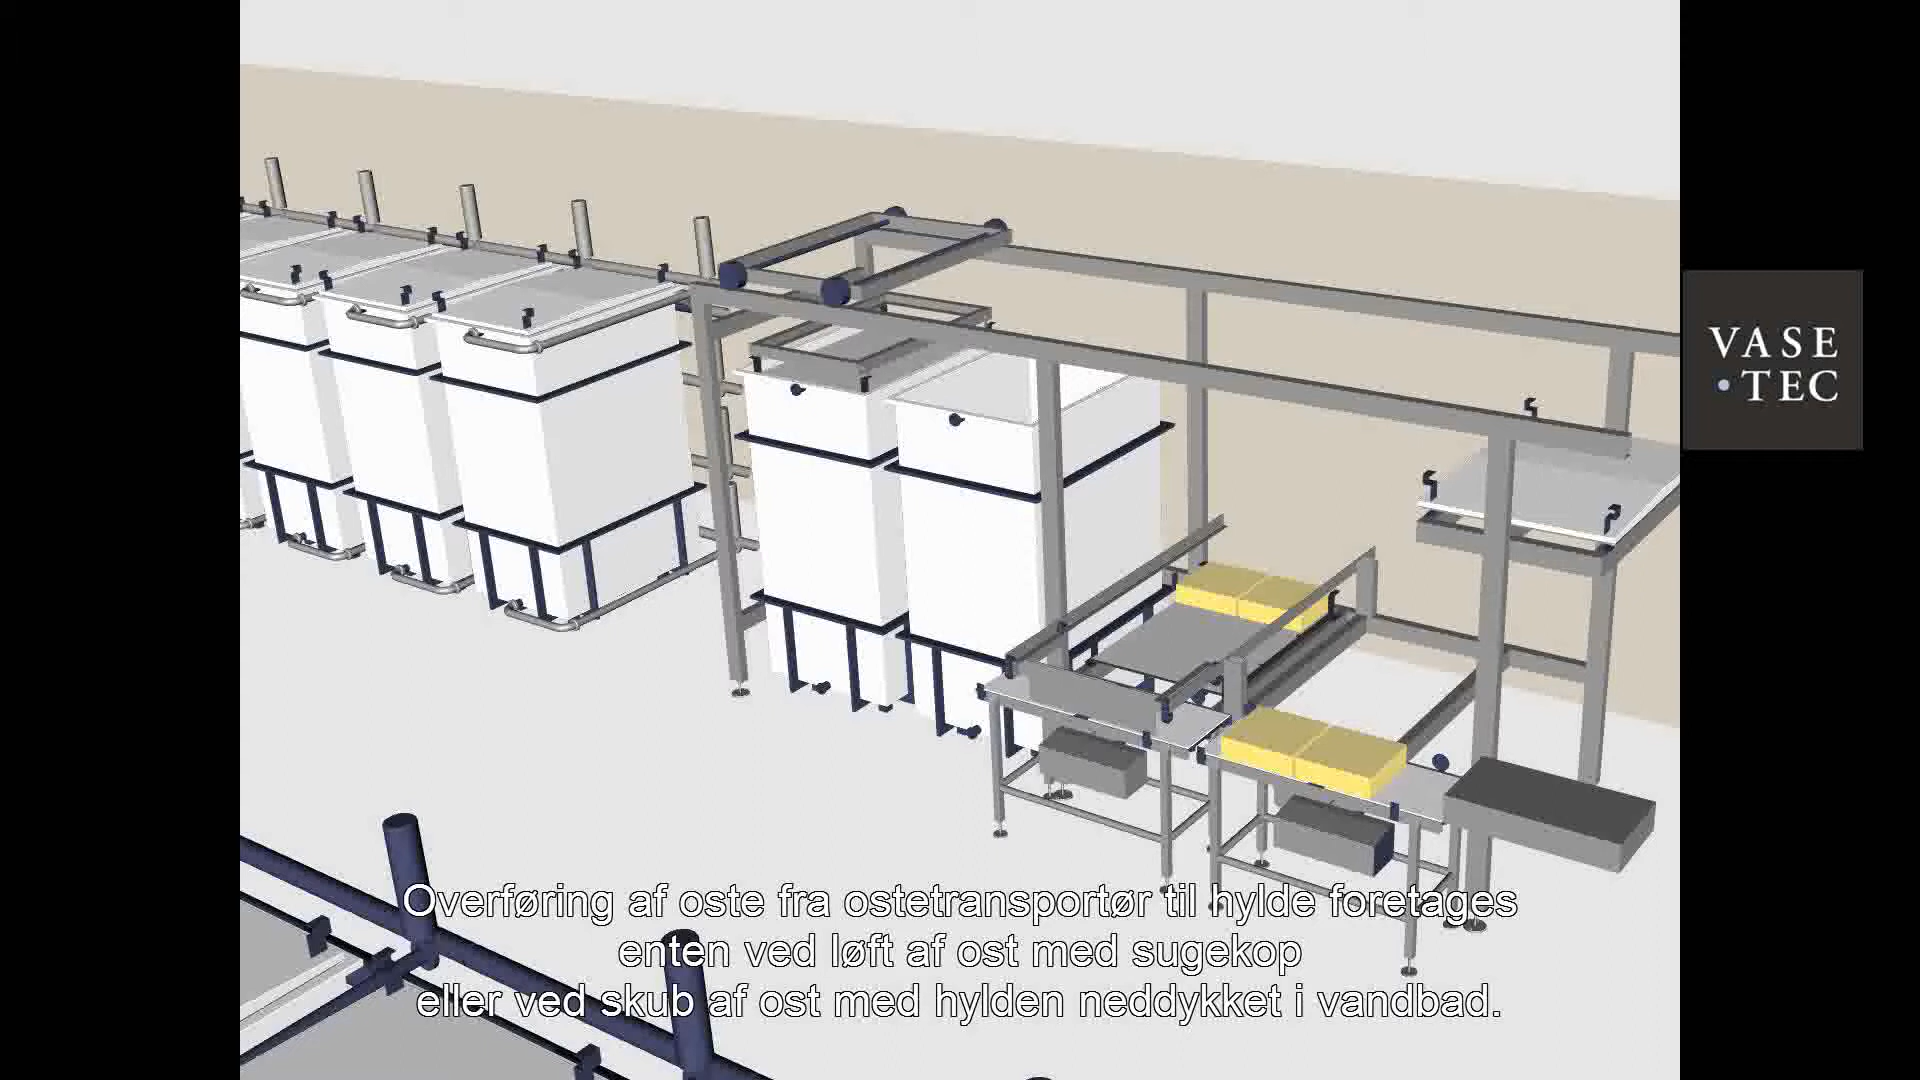 VASE
TEC
Overføring af oste fra ostetransportør til hylde foretages
enten ved løft af ost med sugekop
eller ved skub af ost med hylden neddykket i vandbad.